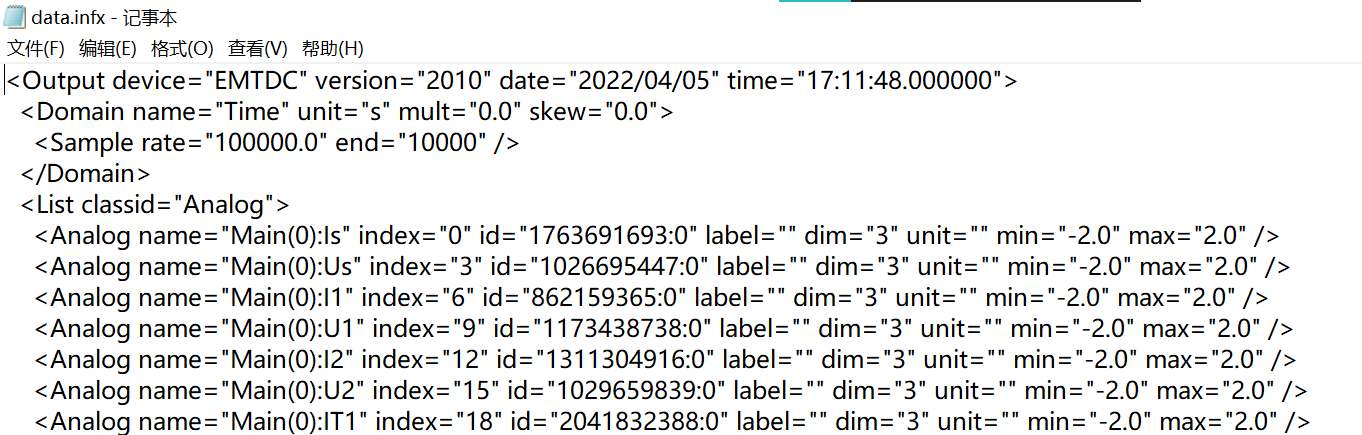 data.infx - 记事本
文件(F) 编辑(E) 格式(O) 查看(V) 帮助(H)
<Output device="EMTDC" version="2010" date="2022/04/05" time="17:11:48.000000">
<Domain name="Time" unit="s" mult="0.0" skew="0.0">
<Sample rate="100000.0" end="10000" />
</Domain>
<List classid="Analog">
<Analog name="Main(0):Is" index="0" id="1763691693:0" label="" dim="3" unit="" min="-2.0" max="2.0" />
<Analog name="Main(0):Us" index="3" id="1026695447:0" label="" dim="3" unit="" min="-2.0" max="2.0" />
<Analog name="Main(0):I1" index="6" id="862159365:0" label="" dim="3" unit="" min="-2.0" max="2.0" />
<Analog name="Main(0):U1" index="9" id="1173438738:0" label="" dim="3" unit="" min="-2.0" max="2.0" />
<Analog name="Main(0):I2" index="12" id="1311304916:0" label="" dim="3" unit="" min="-2.0" max="2.0" />
<Analog name="Main(0):U2" index="15" id="1029659839:0" label="" dim="3" unit="" min="-2.0" max="2.0" />
<Analog name="Main(0):IT1" index="18" id="2041832388:0" label="" dim="3" unit="" min="-2.0" max="2.0" />